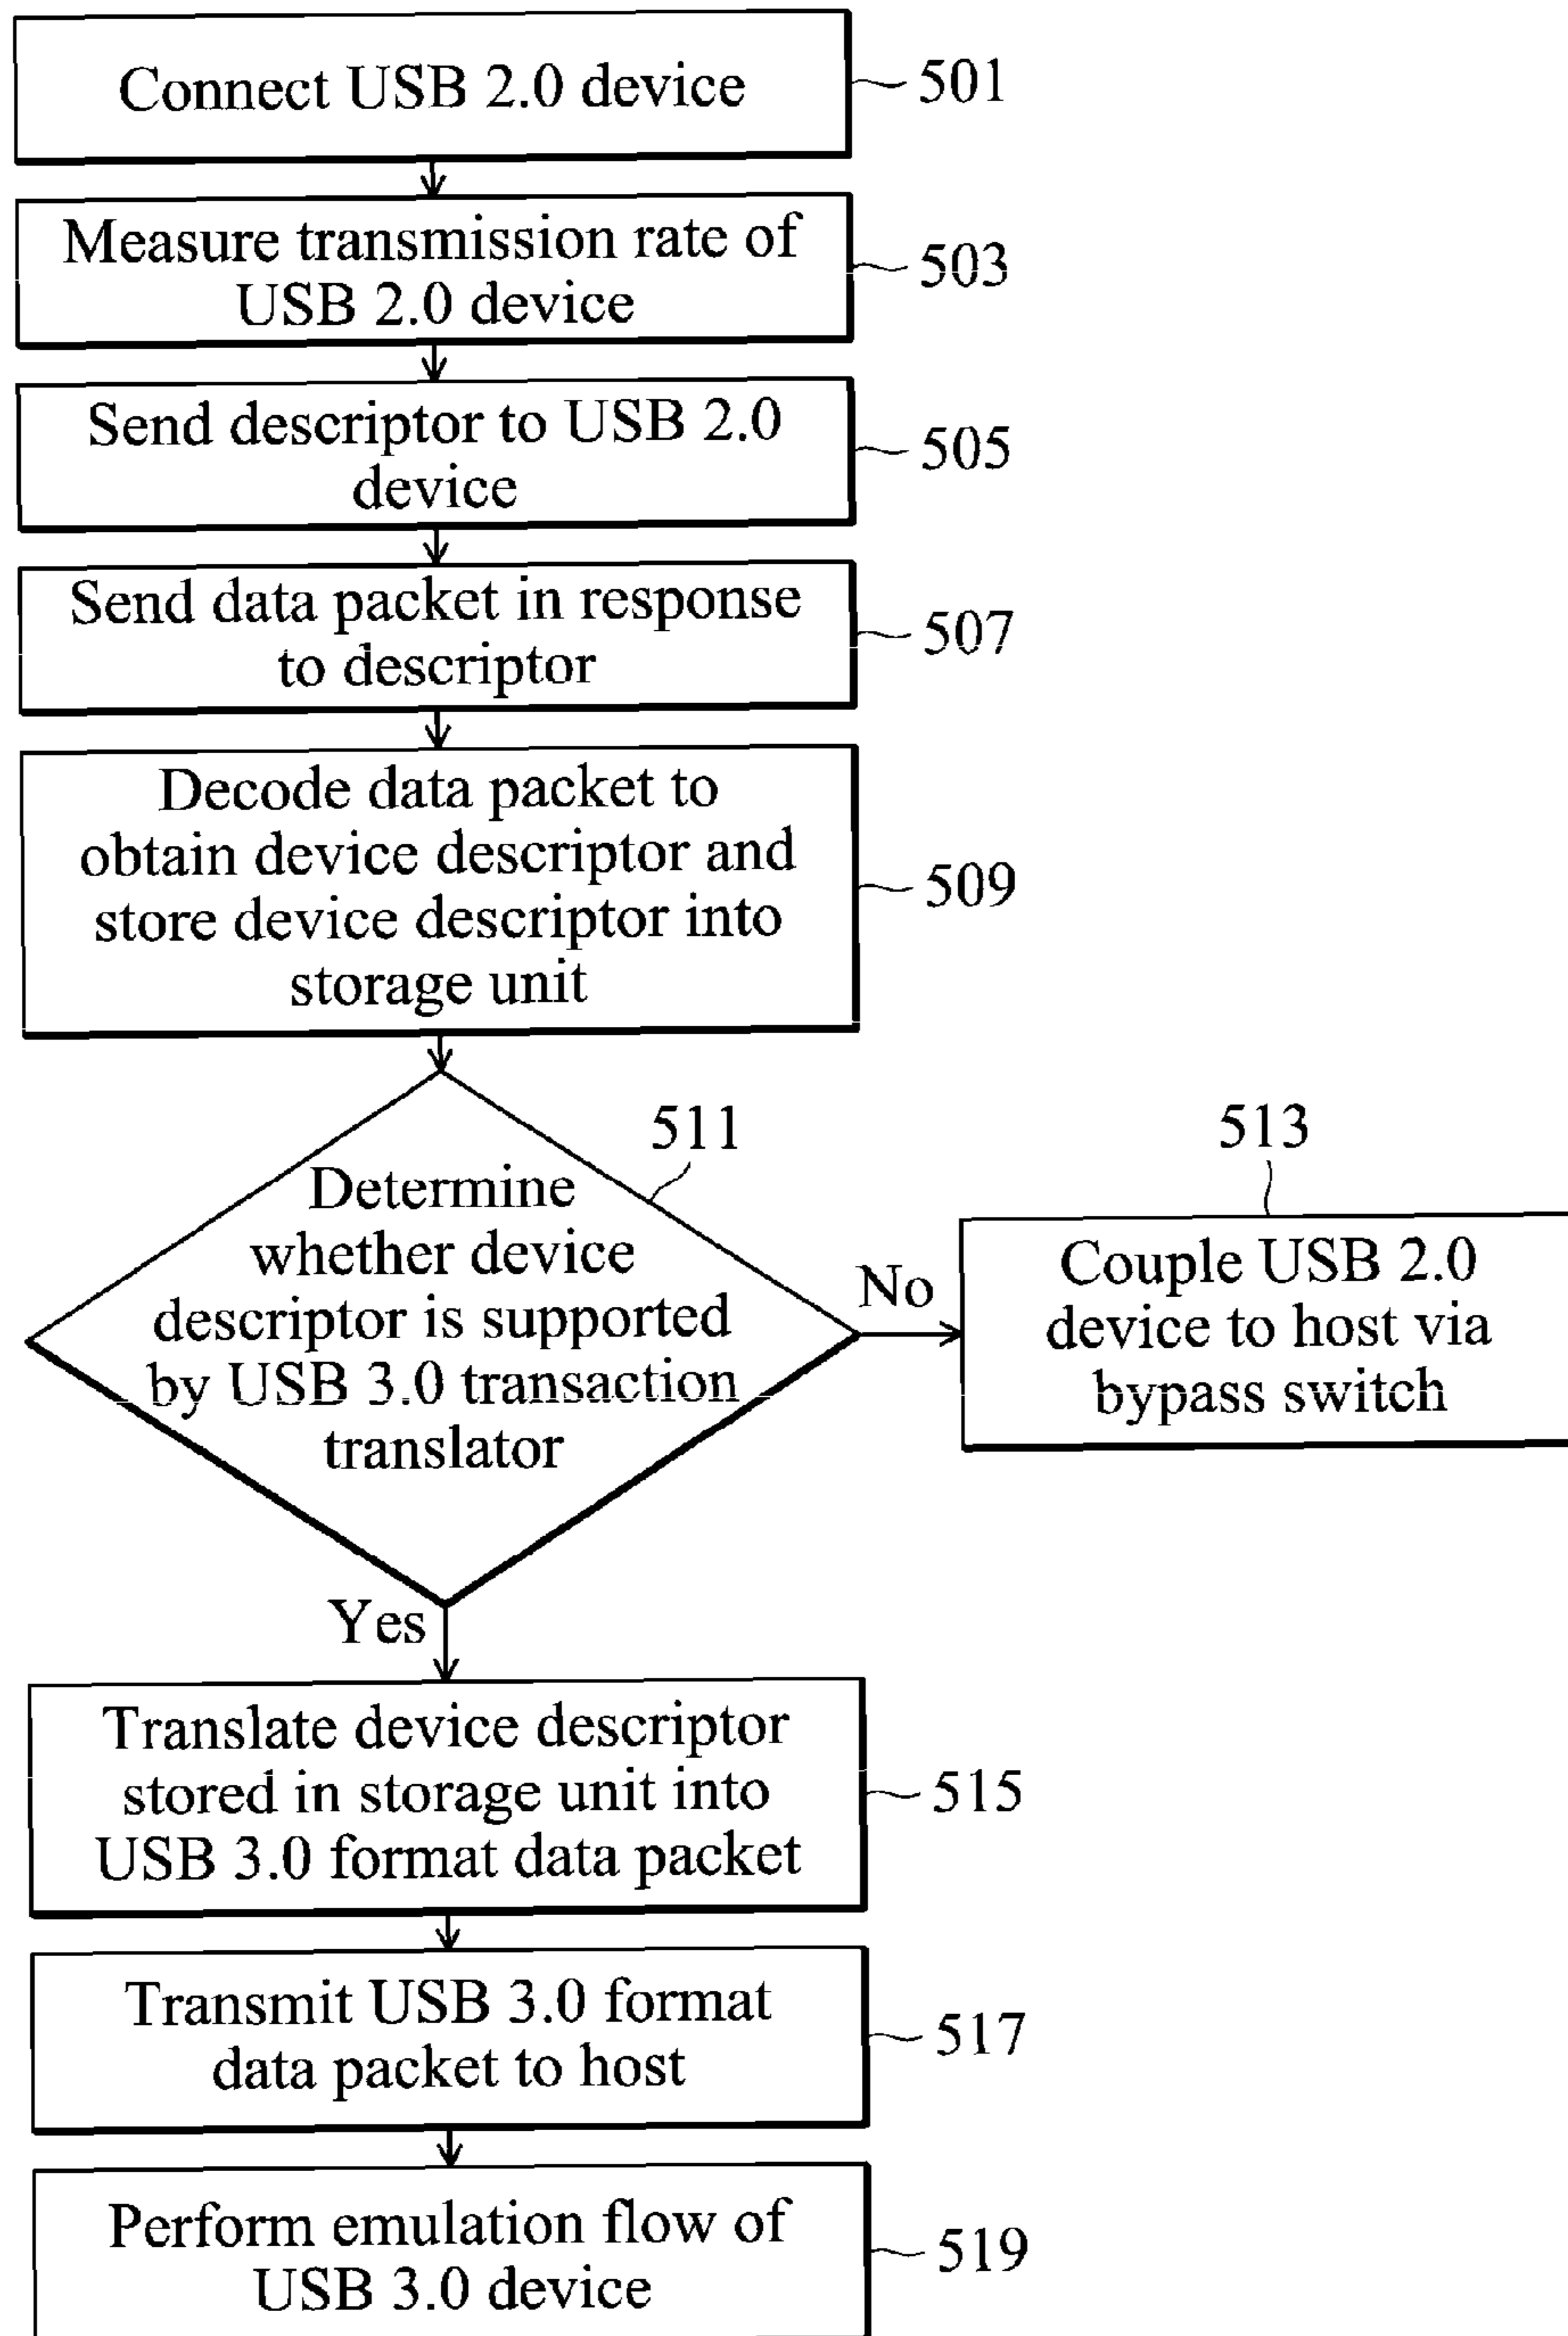 Connect USB 2.0 device
501
Measure transmission rate of
USB 2.0 device
503
Send descriptor to USB 2.0
device
505
Send data packet in response
to descriptor
507
Decode data packet to
obtain device descriptor and
store device descriptor into
storage unit
509
511
Determine
whether device
descriptor is supported
by USB 3.0 transaction
translator
No
513
Couple USB 2.0
device to host via
bypass switch
Yes
Translate device descriptor
stored in storage unit into
USB 3.0 format data packet
515
Transmit USB 3.0 format
data packet to host
517
Perform emulation flow of
USB 3.0 device
519